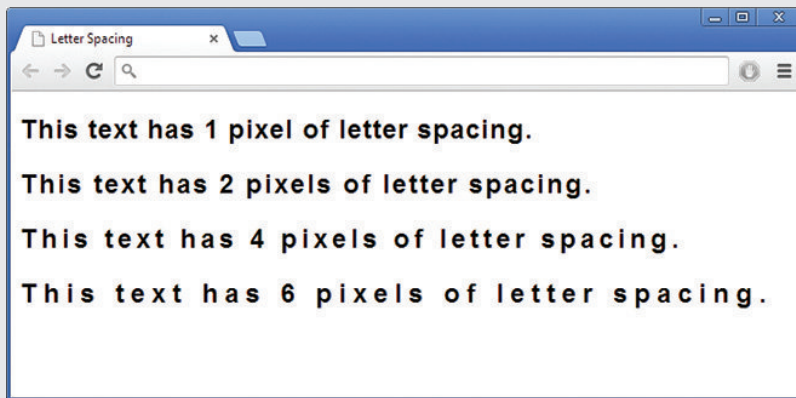 Letter Spacing
This text has 1 pixel of letter spacing.
This text has 2 pixels of letter spacing.
This text has 4 pixels of letter spacing.
This text has 6 pixels of letter spacing.